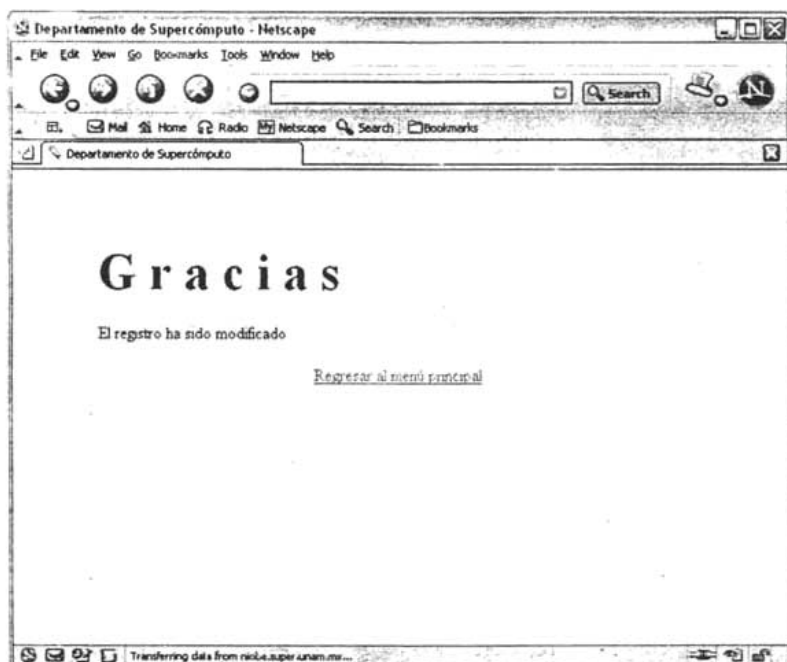 Departamento de Supercómputo - Netscape
File Edit View Go Bookmarks Tools Window Help
Search
Mail Home Radio My Netscape Search Bookmarks
Departamento de Supercómputo
Gracias
El registro ha sido modificado
Regresar al menú principal
Transferring data from